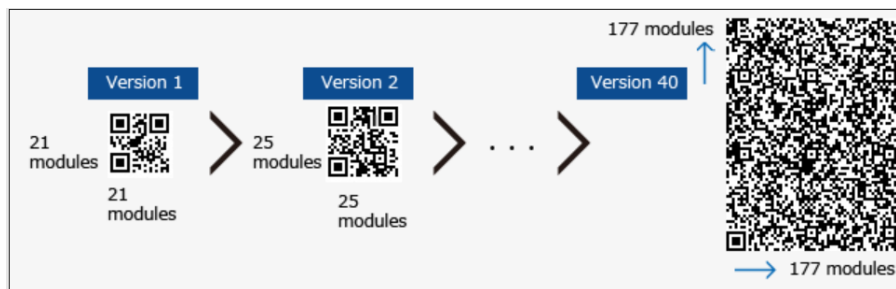 Version 1
21
modules
21
modules
Version 2
25
modules
25
modules
. . .
Version 40
177 modules
177 modules